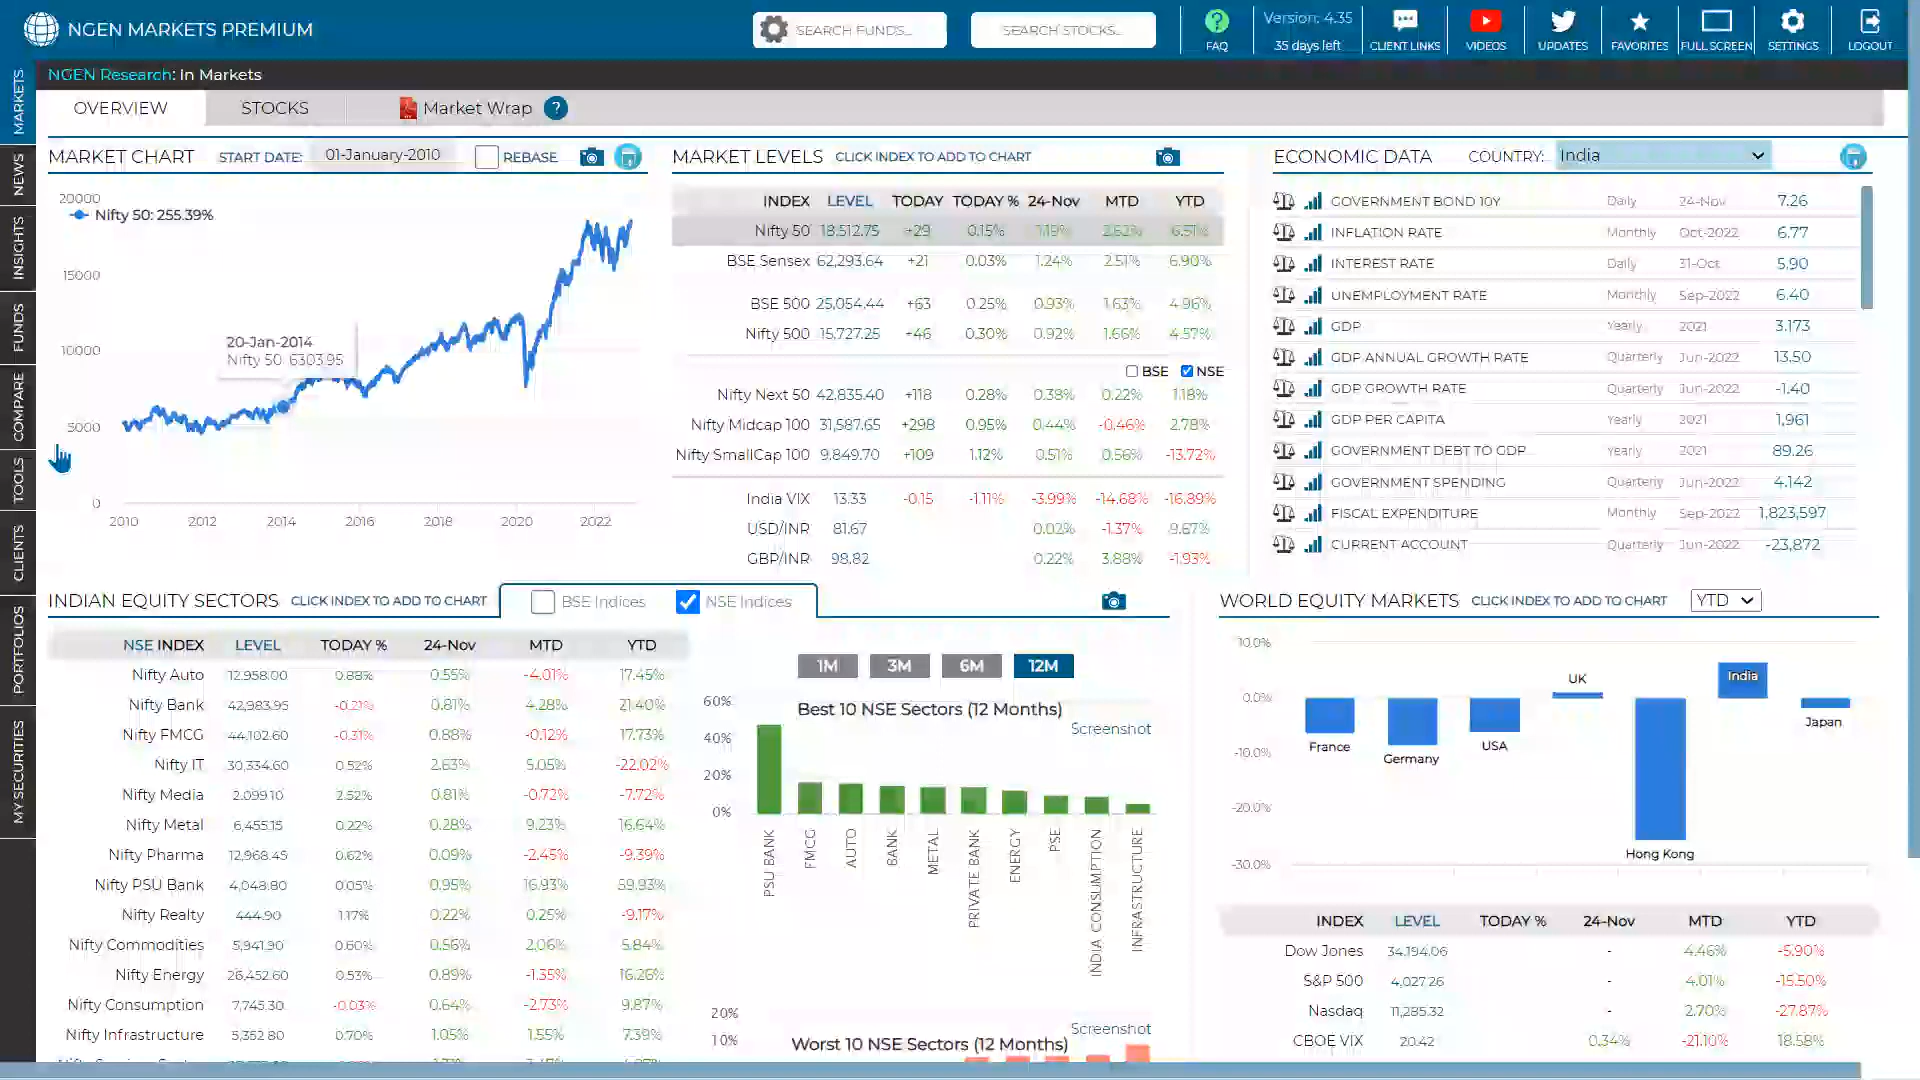 NGEN MARKETS PREMIUM
SEARCH FUNDS...
SEARCH STOCKS...
FAQ
Version: 4.35
35 days left
CLIENT LINKS
VIDEOS
UPDATES
FAVORITES
FULL SCREEN
SETTINGS
LOGOUT
MARKETS
NEWS
INSIGHTS
FUNDS
COMPARE
TOOLS
CLIENTS
PORTFOLIOS
MY SECURITIES
NGEN Research: In Markets
OVERVIEW
STOCKS
Market Wrap ?
MARKET CHART START DATE: 01-January-2010 REBASE
20000
Nifty 50: 255.39%
15000
20-Jan-2014
Nifty 50: 6303.95
10000
5000
0
2010 2012 2014 2016 2018 2020 2022
MARKET LEVELS CLICK INDEX TO ADD TO CHART
INDEX LEVEL TODAY TODAY % 24-Nov MTD YTD
Nifty 50 18,512.75 +29 0.15% 1.19% 2.62% 6.51%
BSE Sensex 62,293.64 +21 0.03% 1.24% 2.51% 6.90%
BSE 500 25,054.44 +63 0.25% 0.93% 1.63% 4.96%
Nifty 500 15,727.25 +46 0.30% 0.92% 1.66% 4.57%
BSE NSE
Nifty Next 50 42,835.40 +118 0.28% 0.38% 0.22% 1.18%
Nifty Midcap 100 31,587.65 +298 0.95% 0.44% -0.46% 2.78%
Nifty SmallCap 100 9,849.70 +109 1.12% 0.51% 0.56% -13.72%
India VIX 13.33 -0.15 -1.11% -3.99% -14.68% -16.89%
USD/INR 81.67 0.02% -1.37% 9.67%
GBP/INR 98.82 0.22% 3.88% -1.93%
ECONOMIC DATA COUNTRY: India
GOVERNMENT BOND 10Y Daily 24-Nov 7.26
INFLATION RATE Monthly Oct-2022 6.77
INTEREST RATE Daily 31-Oct 5.90
UNEMPLOYMENT RATE Monthly Sep-2022 6.40
GDP Yearly 2021 3.173
GDP ANNUAL GROWTH RATE Quarterly Jun-2022 13.50
GDP GROWTH RATE Quarterly Jun-2022 -1.40
GDP PER CAPITA Yearly 2021 1,961
GOVERNMENT DEBT TO GDP Yearly 2021 89.26
GOVERNMENT SPENDING Quarterly Jun-2022 4.142
FISCAL EXPENDITURE Monthly Sep-2022 1,823,597
CURRENT ACCOUNT Quarterly Jun-2022 -23,872
INDIAN EQUITY SECTORS CLICK INDEX TO ADD TO CHART BSE Indices NSE Indices
NSE INDEX LEVEL TODAY % 24-Nov MTD YTD
Nifty Auto 12,958.00 0.88% 0.55% -4.01% 17.45%
Nifty Bank 42,983.95 -0.21% 0.81% 4.28% 21.40%
Nifty FMCG 44,102.60 -0.31% 0.88% -0.12% 17.73%
Nifty IT 30,334.60 0.52% 2.63% 5.05% -22.02%
Nifty Media 2,099.10 2.52% 0.81% -0.72% -7.72%
Nifty Metal 6,455.15 0.22% 0.28% 9.23% 16.64%
Nifty Pharma 12,968.45 0.62% 0.09% -2.45% -9.39%
Nifty PSU Bank 4,048.80 0.05% 0.95% 16.93% 59.93%
Nifty Realty 444.90 1.17% 0.22% 0.25% -9.17%
Nifty Commodities 5,941.90 0.60% 0.56% 2.06% 5.84%
Nifty Energy 26,452.60 0.53% 0.89% -1.35% 16.26%
Nifty Consumption 7,745.30 -0.03% 0.64% -2.73% 9.87%
Nifty Infrastructure 5,352.80 0.70% 1.05% 1.55% 7.39%
1M 3M 6M 12M
Best 10 NSE Sectors (12 Months)
Screenshot
60%
40%
20%
0%
PSU BANK
FMCG
AUTO
BANK
METAL
PRIVATE BANK
ENERGY
PSE
INDIA CONSUMPTION
INFRASTRUCTURE
20%
Screenshot
10%
Worst 10 NSE Sectors (12 Months)
WORLD EQUITY MARKETS CLICK INDEX TO ADD TO CHART YTD
10.0%
0.0%
-10.0%
-20.0%
-30.0%
France
Germany
USA
UK
Hong Kong
India
Japan
INDEX LEVEL TODAY % 24-Nov MTD YTD
Dow Jones 34,194.06 - 4.46% -5.90%
S&P 500 4,027.26 - 4.01% -15.50%
Nasdaq 11,285.32 - 2.70% -27.87%
CBOE VIX 20.42 0.34% -21.10% 18.58%